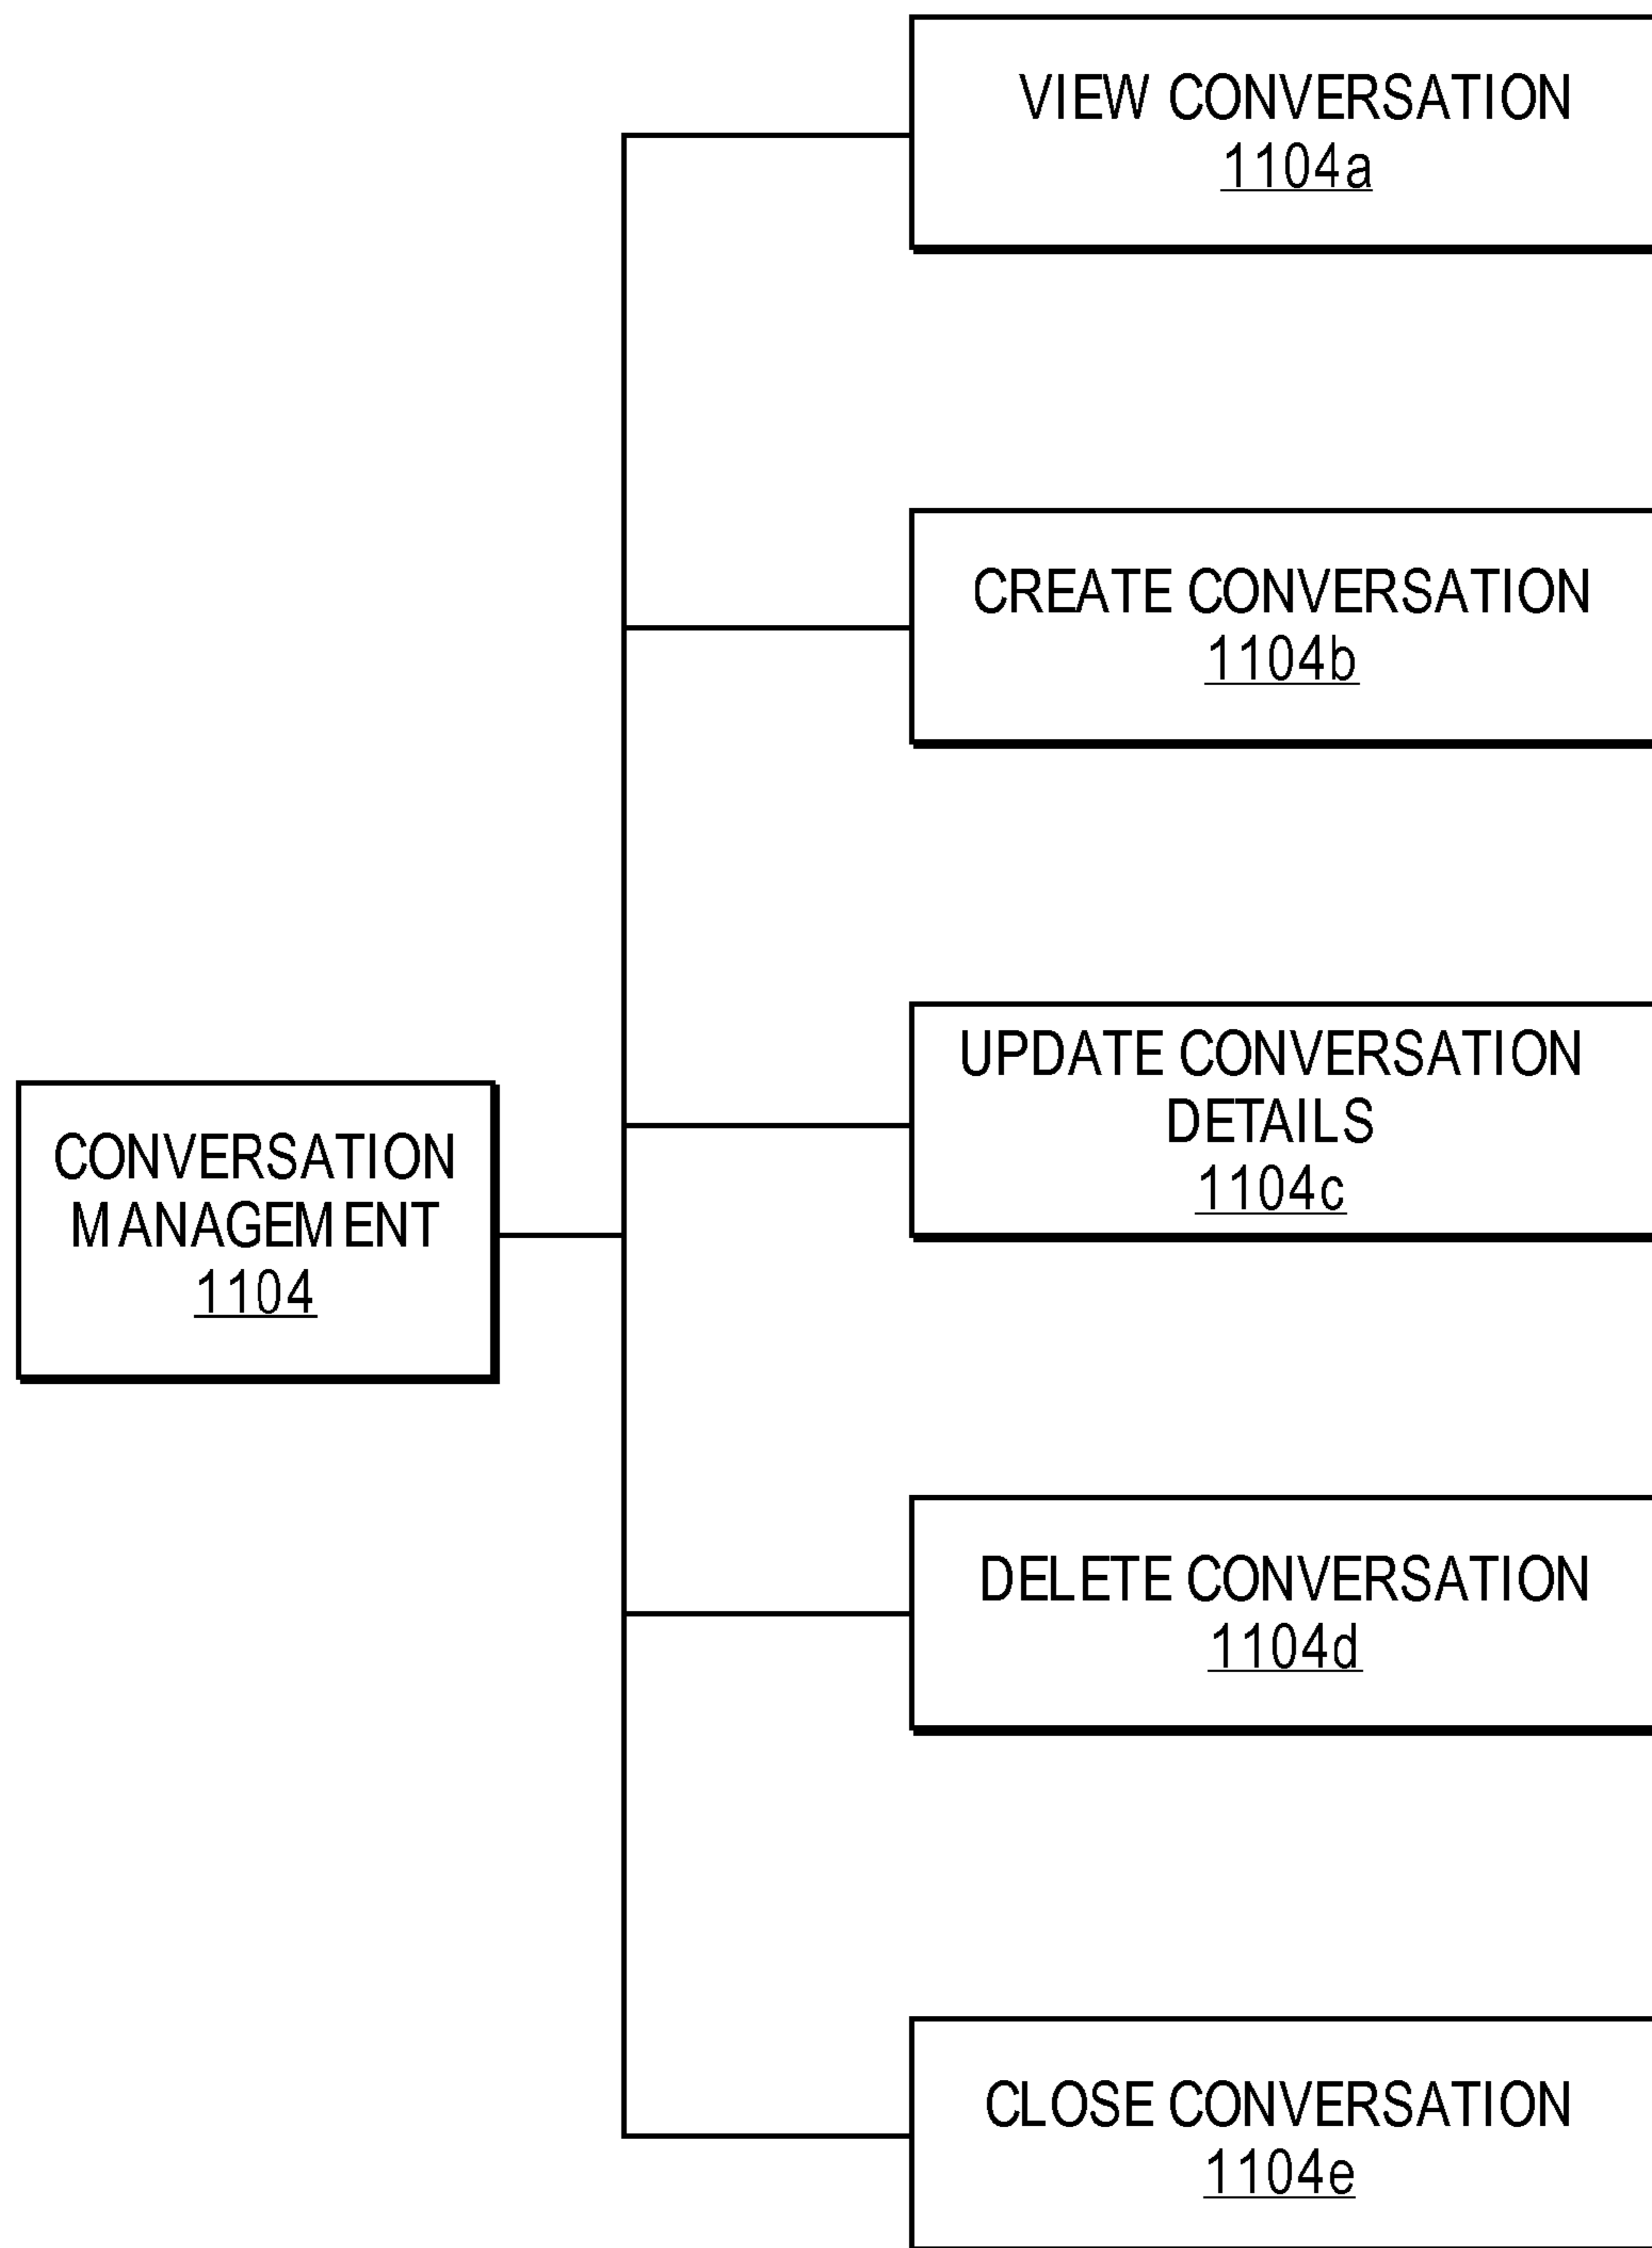 VIEW CONVERSATION
1104a
CREATE CONVERSATION
1104b
UPDATE CONVERSATION
DETAILS
1104c
CONVERSATION
MANAGEMENT
1104
DELETE CONVERSATION
1104d
CLOSE CONVERSATION
1104e